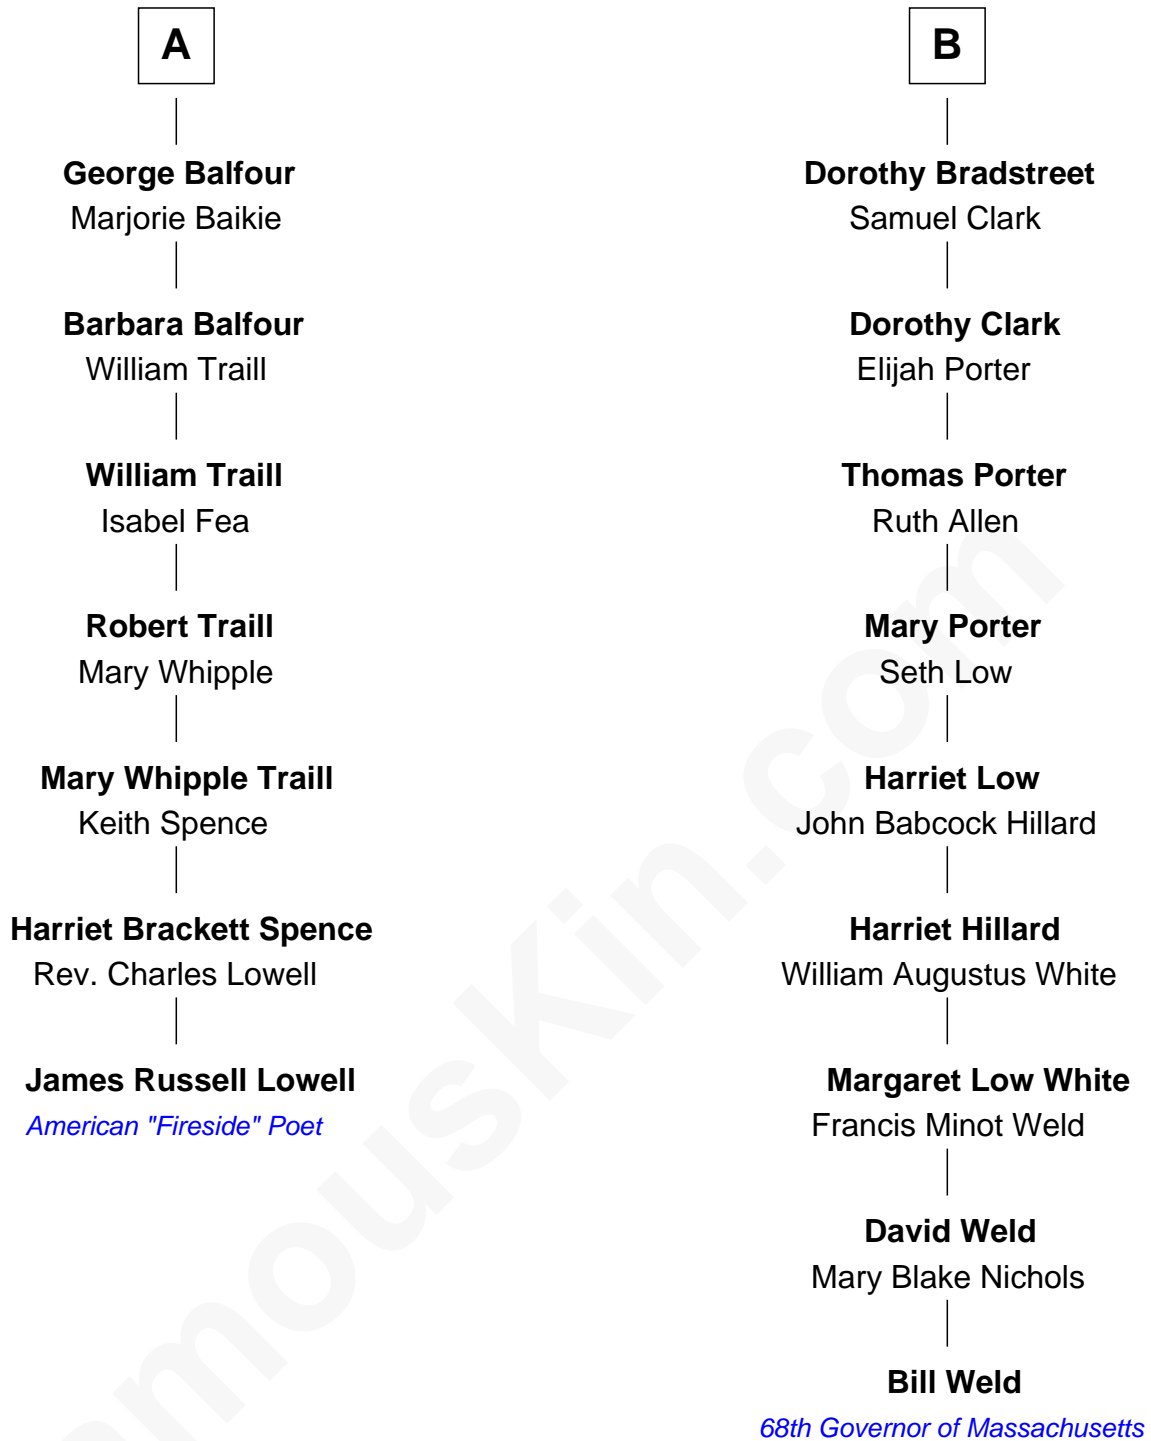 A
George Balfour
Marjorie Baikie
Barbara Balfour
William Traill
William Traill
Isabel Fea
Robert Traill
Mary Whipple
Mary Whipple Traill
Keith Spence
Harriet Brackett Spence
Rev. Charles Lowell
James Russell Lowell
American "Fireside" Poet
B
Dorothy Bradstreet
Samuel Clark
Dorothy Clark
Elijah Porter
Thomas Porter
Ruth Allen
Mary Porter
Seth Low
Harriet Low
John Babcock Hillard
Harriet Hillard
William Augustus White
Margaret Low White
Francis Minot Weld
David Weld
Mary Blake Nichols
Bill Weld
68th Governor of Massachusetts
amouskin.com